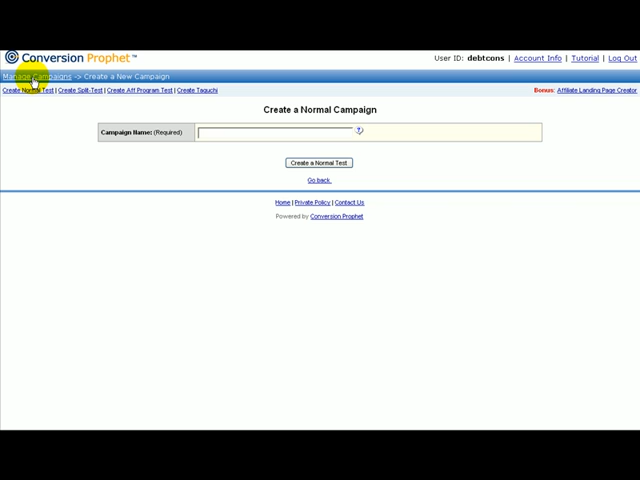 Conversion Prophet
User ID: debtcons | Account Info | Tutorial | Log Out
Manage Campaigns -> Create a New Campaign
Create Normal Test | Create Split-Test | Create Aff Program Test | Create Taguchi
Bonus: Affiliate Landing Page Creator
Create a Normal Campaign
Campaign Name: (Required)
?
Create a Normal Test
Go back
Home | Private Policy | Contact Us
Powered by Conversion Prophet